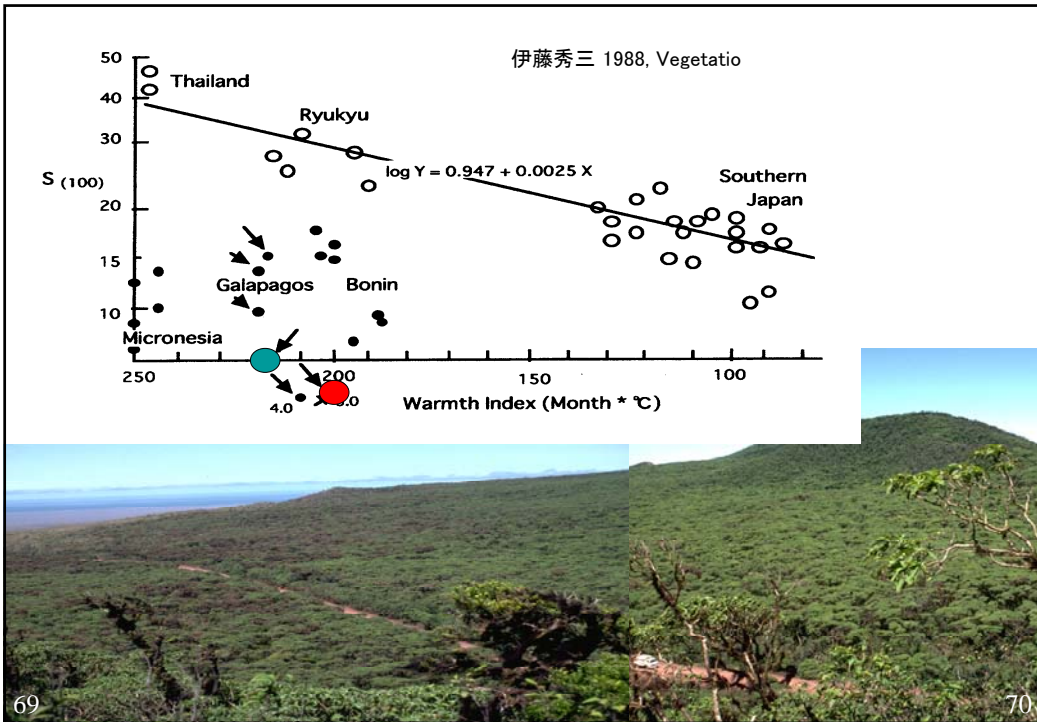 伊藤秀三 1988, Vegetatio
50
Thailand
40
Ryukyu
30
log Y = 0.947 + 0.0025 X
S (100)
Southern
Japan
20
15
Galapagos
Bonin
10
Micronesia
250
200
150
100
4.0
Warmth Index (Month * ℃)
69
70